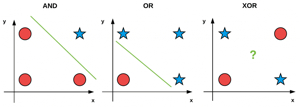 AND OR XOR
y y y
?
x x x